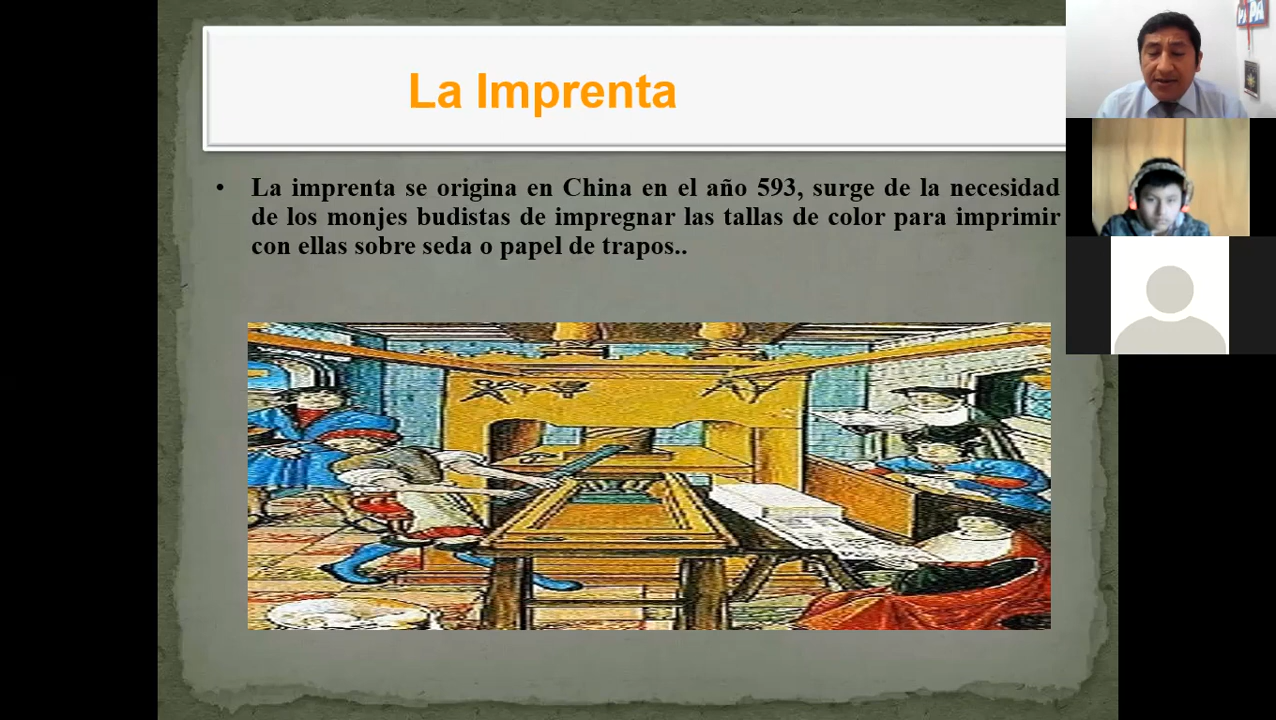 La Imprenta
• La imprenta se origina en China en el año 593, surge de la necesidad
de los monjes budistas de impregnar las tallas de color para imprimir
con ellas sobre seda o papel de trapos..